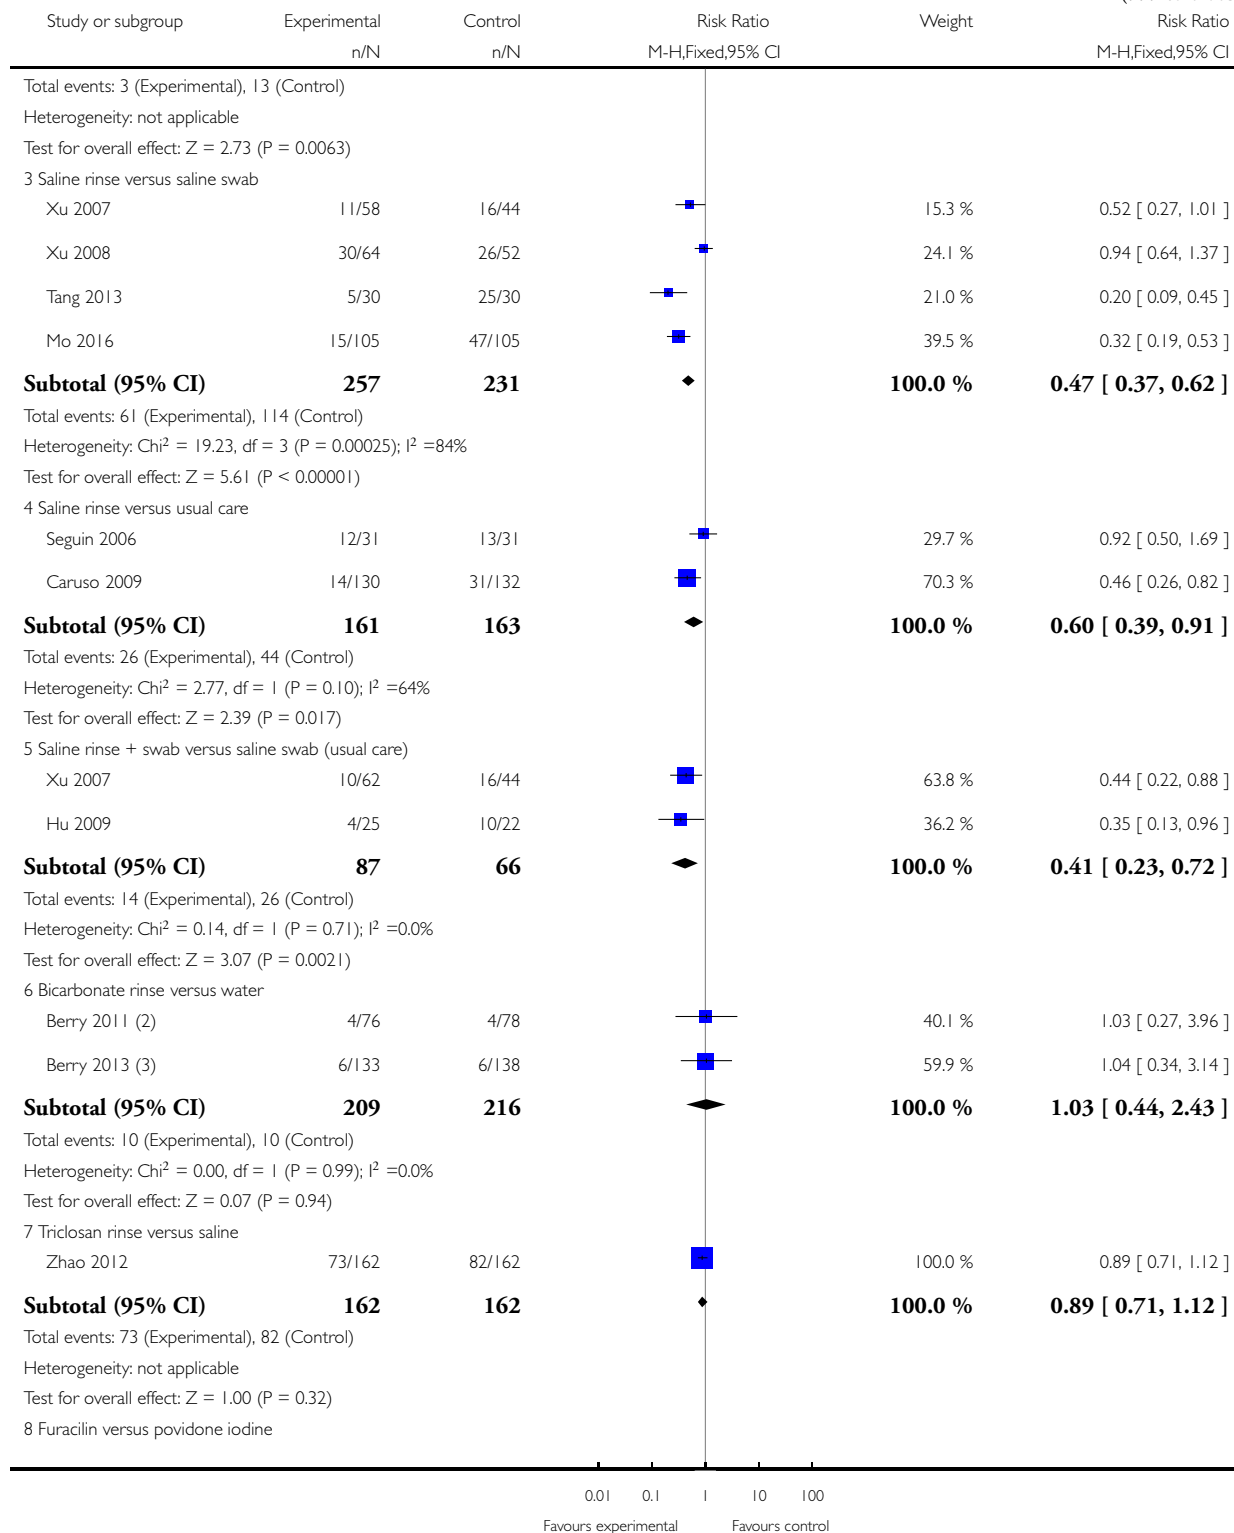 Study or subgroup Experimental Control Risk Ratio Weight Risk Ratio
n/N n/N M-H,Fixed,95% CI M-H,Fixed,95% CI
Total events: 3 (Experimental), 13 (Control)
Heterogeneity: not applicable
Test for overall effect: Z = 2.73 (P = 0.0063)
3 Saline rinse versus saline swab
Xu 2007 11/58 16/44 15.3 % 0.52 [ 0.27, 1.01 ]
Xu 2008 30/64 26/52 24.1 % 0.94 [ 0.64, 1.37 ]
Tang 2013 5/30 25/30 21.0 % 0.20 [ 0.09, 0.45 ]
Mo 2016 15/105 47/105 39.5 % 0.32 [ 0.19, 0.53 ]
Subtotal (95% CI) 257 231 100.0 % 0.47 [ 0.37, 0.62 ]
Total events: 61 (Experimental), 114 (Control)
Heterogeneity: Chi² = 19.23, df = 3 (P = 0.00025); I² =84%
Test for overall effect: Z = 5.61 (P < 0.00001)
4 Saline rinse versus usual care
Seguin 2006 12/31 13/31 29.7 % 0.92 [ 0.50, 1.69 ]
Caruso 2009 14/130 31/132 70.3 % 0.46 [ 0.26, 0.82 ]
Subtotal (95% CI) 161 163 100.0 % 0.60 [ 0.39, 0.91 ]
Total events: 26 (Experimental), 44 (Control)
Heterogeneity: Chi² = 2.77, df = 1 (P = 0.10); I² =64%
Test for overall effect: Z = 2.39 (P = 0.017)
5 Saline rinse + swab versus saline swab (usual care)
Xu 2007 10/62 16/44 63.8 % 0.44 [ 0.22, 0.88 ]
Hu 2009 4/25 10/22 36.2 % 0.35 [ 0.13, 0.96 ]
Subtotal (95% CI) 87 66 100.0 % 0.41 [ 0.23, 0.72 ]
Total events: 14 (Experimental), 26 (Control)
Heterogeneity: Chi² = 0.14, df = 1 (P = 0.71); I² =0.0%
Test for overall effect: Z = 3.07 (P = 0.0021)
6 Bicarbonate rinse versus water
Berry 2011 (2) 4/76 4/78 40.1 % 1.03 [ 0.27, 3.96 ]
Berry 2013 (3) 6/133 6/138 59.9 % 1.04 [ 0.34, 3.14 ]
Subtotal (95% CI) 209 216 100.0 % 1.03 [ 0.44, 2.43 ]
Total events: 10 (Experimental), 10 (Control)
Heterogeneity: Chi² = 0.00, df = 1 (P = 0.99); I² =0.0%
Test for overall effect: Z = 0.07 (P = 0.94)
7 Triclosan rinse versus saline
Zhao 2012 73/162 82/162 100.0 % 0.89 [ 0.71, 1.12 ]
Subtotal (95% CI) 162 162 100.0 % 0.89 [ 0.71, 1.12 ]
Total events: 73 (Experimental), 82 (Control)
Heterogeneity: not applicable
Test for overall effect: Z = 1.00 (P = 0.32)
8 Furacilin versus povidone iodine
0.01 0.1 1 10 100
Favours experimental Favours control